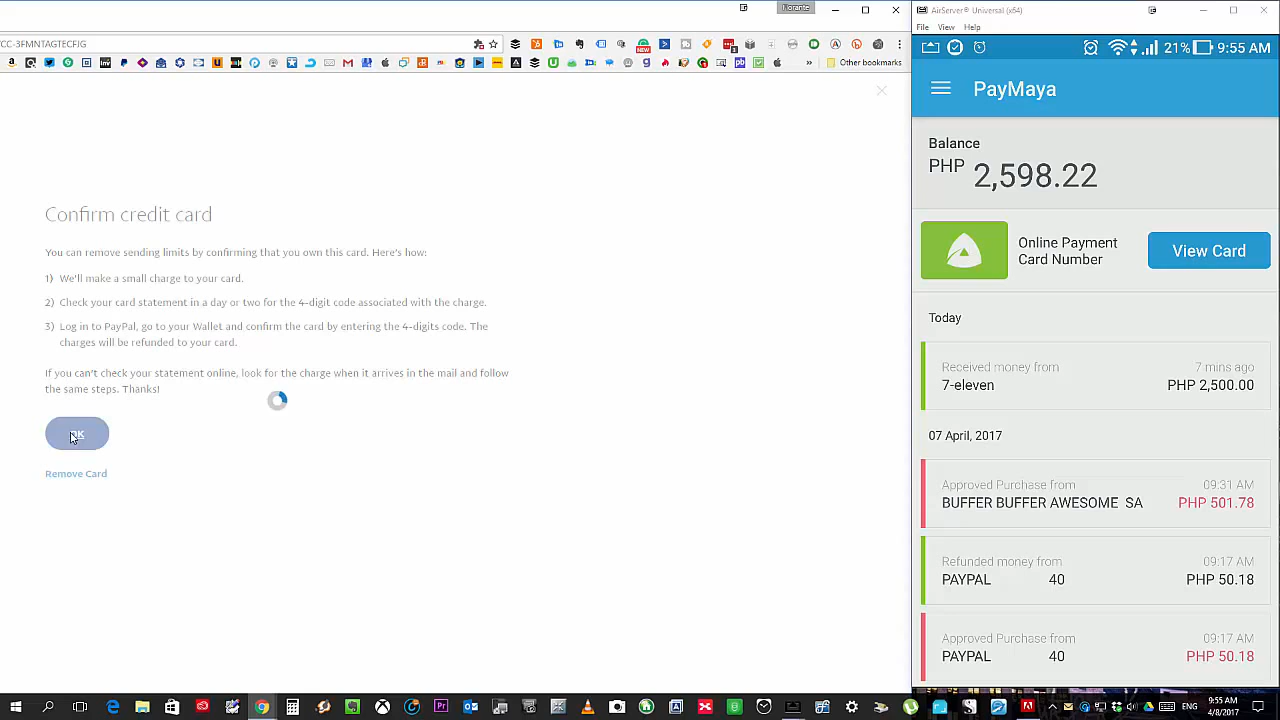 Florante
CC-3FMNTAGTECFIG
Other bookmarks
Confirm credit card
You can remove sending limits by confirming that you own this card. Here's how:
1) We'll make a small charge to your card.
2) Check your card statement in a day or two for the 4-digit code associated with the charge.
3) Log in to PayPal, go to your Wallet and confirm the card by entering the 4-digits code. The
charges will be refunded to your card.
If you can't check your statement online, look for the charge when it arrives in the mail and follow
the same steps. Thanks!
OK
Remove Card
AirServer® Universal (x64)
File View Help
21% 9:55 AM
PayMaya
Balance
PHP 2,598.22
Online Payment
Card Number
View Card
Today
Received money from 7 mins ago
7-eleven PHP 2,500.00
07 April, 2017
Approved Purchase from 09:31 AM
BUFFER BUFFER AWESOME SA PHP 501.78
Refunded money from 09:17 AM
PAYPAL 40 PHP 50.18
Approved Purchase from 09:17 AM
PAYPAL 40 PHP 50.18
ENG
9:55 AM
4/8/2017